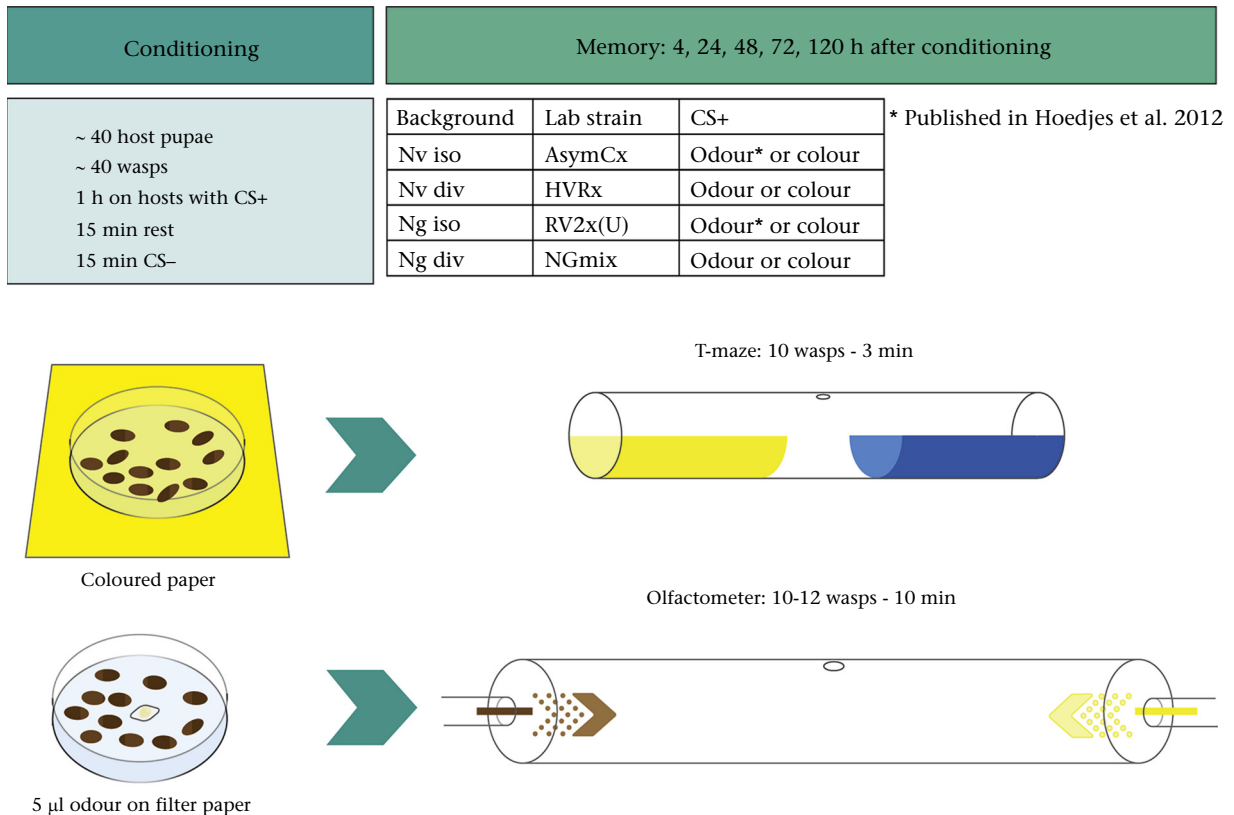 Conditioning
Memory: 4, 24, 48, 72, 120 h after conditioning
~ 40 host pupae
~ 40 wasps
1 h on hosts with CS+
15 min rest
15 min CS–
Background Lab strain CS+
Nv iso AsymCx Odour* or colour
Nv div HVRx Odour or colour
Ng iso RV2x(U) Odour* or colour
Ng div NGmix Odour or colour
* Published in Hoedjes et al. 2012
T-maze: 10 wasps - 3 min
Coloured paper
Olfactometer: 10-12 wasps - 10 min
5 µl odour on filter paper